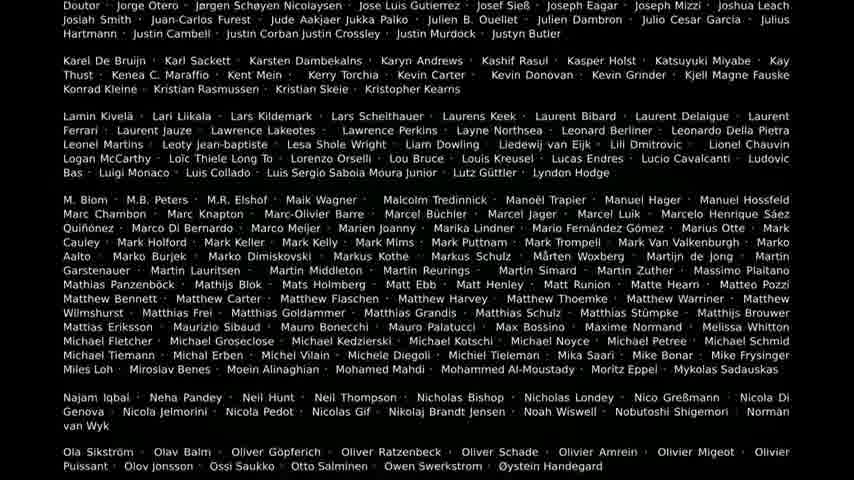 Doutor · Jorge Otero · Jørgen Schøyen Nicolaysen · Jose Luis Gutierrez · Josef Sieß · Joseph Eagar · Joseph Mizzi · Joshua Leach
Josiah Smith · Juan-Carlos Furest · Jude Aakjaer Jukka Palko · Julien B. Ouellet · Julien Dambron · Julio Cesar Garcia · Julius
Hartmann · Justin Cambell · Justin Corban Justin Crossley · Justin Murdock · Justyn Butler
Karel De Bruijn · Karl Sackett · Karsten Dambekalns · Karyn Andrews · Kashif Rasul · Kasper Holst · Katsuyuki Miyabe · Kay
Thust · Kenea C. Maraffio · Kent Mein · Kerry Torchia · Kevin Carter · Kevin Donovan · Kevin Grinder · Kjell Magne Fauske
Konrad Kleine · Kristian Rasmussen · Kristian Skeie · Kristopher Kearns
Lamin Kivelä · Lari Liikala · Lars Kildemark · Lars Scheithauer · Laurens Keek · Laurent Bibard · Laurent Delaigue · Laurent
Ferrari · Laurent Jauze · Lawrence Lakeotes · Lawrence Perkins · Layne Northsea · Leonard Berliner · Leonardo Della Pietra
Leonel Martins · Leoty jean-baptiste · Lesa Shole Wright · Liam Dowling · Liedewij van Eijk · Lili Dmitrovic · Lionel Chauvin
Logan McCarthy · Loïc Thiele Long To · Lorenzo Orselli · Lou Bruce · Louis Kreusel · Lucas Endres · Lucio Cavalcanti · Ludovic
Bas · Luigi Monaco · Luis Collado · Luis Sergio Saboia Moura Junior · Lutz Güttler · Lyndon Hodge
M. Blom · M.B. Peters · M.R. Elshof · Maik Wagner · Malcolm Tredinnick · Manoël Trapier · Manuel Hager · Manuel Hossfeld
Marc Chambon · Marc Knapton · Marc-Olivier Barre · Marcel Büchler · Marcel Jager · Marcel Luik · Marcelo Henrique Sáez
Quiñónez · Marco Di Bernardo · Marco Meijer · Marien Joanny · Marika Lindner · Mario Fernández Gómez · Marius Otte · Mark
Cauley · Mark Holford · Mark Keller · Mark Kelly · Mark Mims · Mark Puttnam · Mark Trompell · Mark Van Valkenburgh · Marko
Aalto · Marko Burjek · Marko Dimiskovski · Markus Kothe · Markus Schulz · Mårten Woxberg · Martijn de Jong · Martin
Garstenauer · Martin Lauritsen · Martin Middleton · Martin Reurings · Martin Simard · Martin Zuther · Massimo Plaitano
Mathias Panzenböck · Mathijs Blok · Mats Holmberg · Matt Ebb · Matt Henley · Matt Runion · Matte Hearn · Matteo Pozzi
Matthew Bennett · Matthew Carter · Matthew Flaschen · Matthew Harvey · Matthew Thoemke · Matthew Warriner · Matthew
Wilmshurst · Matthias Frei · Matthias Goldammer · Matthias Grandis · Matthias Schulz · Matthias Stümpke · Matthijs Brouwer
Mattias Eriksson · Maurizio Sibaud · Mauro Bonecchi · Mauro Palatucci · Max Bossino · Maxime Normand · Melissa Whitton
Michael Fletcher · Michael Groseclose · Michael Kedzierski · Michael Kotschi · Michael Noyce · Michael Petree · Michael Schmid
Michael Tiemann · Michal Erben · Michel Vilain · Michele Diegoli · Michiel Tieleman · Mika Saari · Mike Bonar · Mike Frysinger
Miles Loh · Miroslav Benes · Moein Alinaghian · Mohamed Mahdi · Mohammed Al-Moustady · Moritz Eppel · Mykolas Sadauskas
Najam Iqbal · Neha Pandey · Neil Hunt · Neil Thompson · Nicholas Bishop · Nicholas Londey · Nico Greßmann · Nicola Di
Genova · Nicola Jelmorini · Nicola Pedot · Nicolas Gif · Nikolaj Brandt Jensen · Noah Wiswell · Nobutoshi Shigemori · Norman
van Wyk
Ola Sikström · Olav Balm · Oliver Göpferich · Oliver Ratzenbeck · Oliver Schade · Olivier Amrein · Olivier Migeot · Olivier
Puissant · Olov Jonsson · Ossi Saukko · Otto Salminen · Owen Swerkstrom · Øystein Handegard